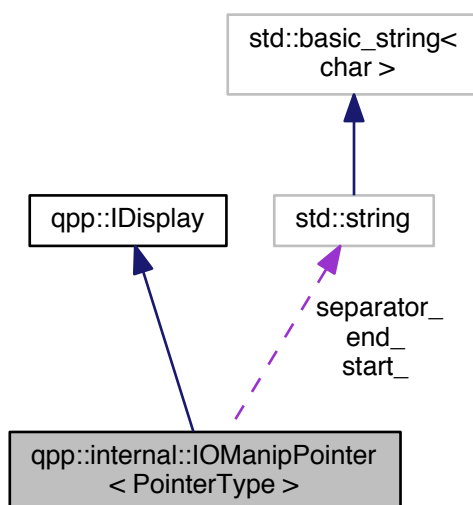 std::basic_string<
char >
qpp::IDisplay
std::string
separator_
end_
start_
qpp::internal::IOManipPointer
< PointerType >